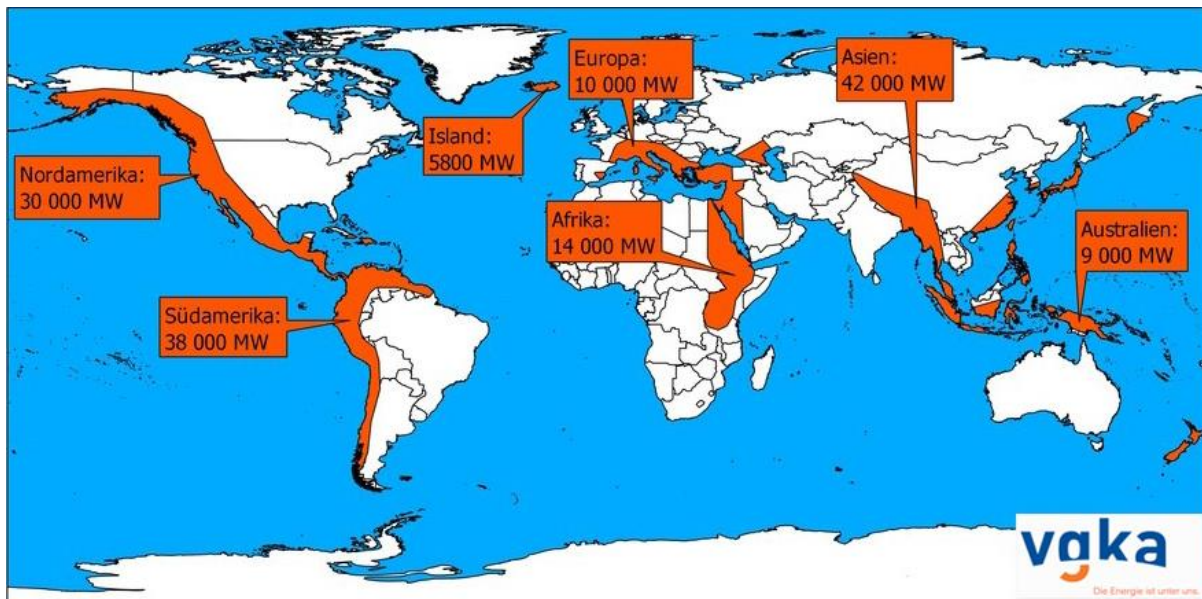 Europa:
10 000 MW
Asien:
42 000 MW
Island:
5800 MW
Nordamerika:
30 000 MW
Afrika:
14 000 MW
Australien:
9 000 MW
Südamerika:
38 000 MW
vgka
Die Energie ist unter uns.